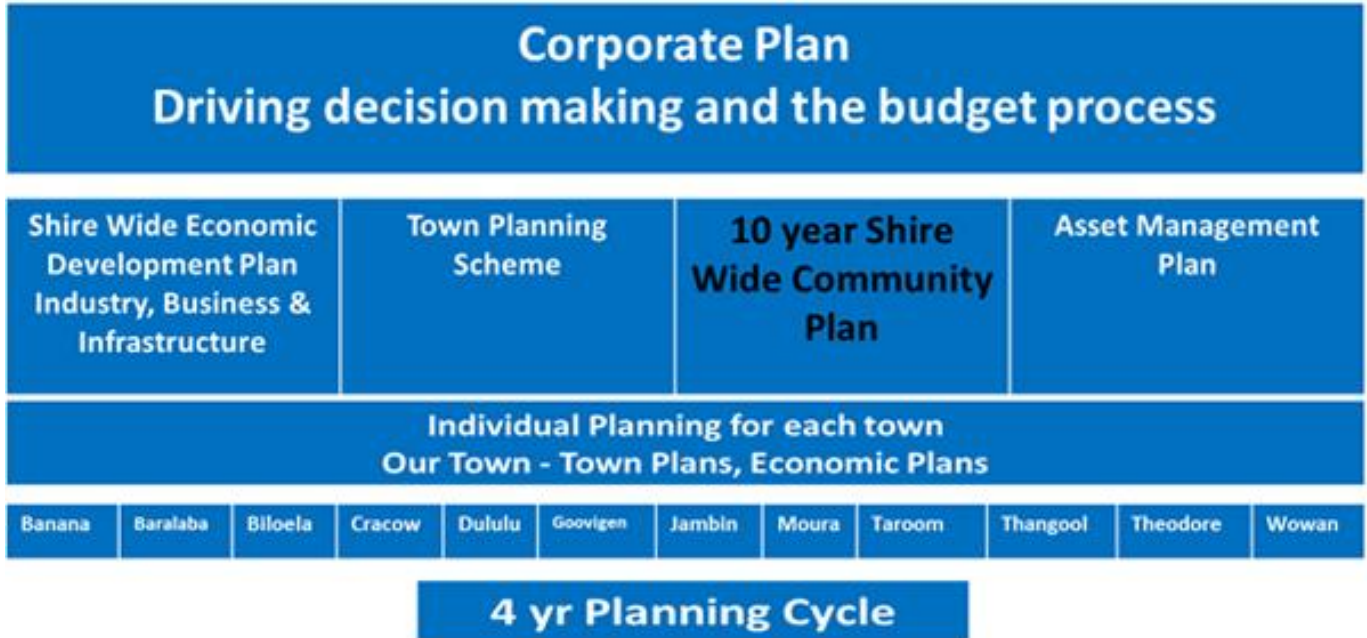 Corporate Plan
Driving decision making and the budget process
Shire Wide Economic
Development Plan
Industry, Business &
Infrastructure
Town Planning
Scheme
10 year Shire
Wide Community
Plan
Asset Management
Plan
Individual Planning for each town
Our Town - Town Plans, Economic Plans
Banana
Baralaba
Biloela
Cracow
Dululu
Goovigen
Jambin
Moura
Taroom
Thangool
Theodore
Wowan
4 yr Planning Cycle